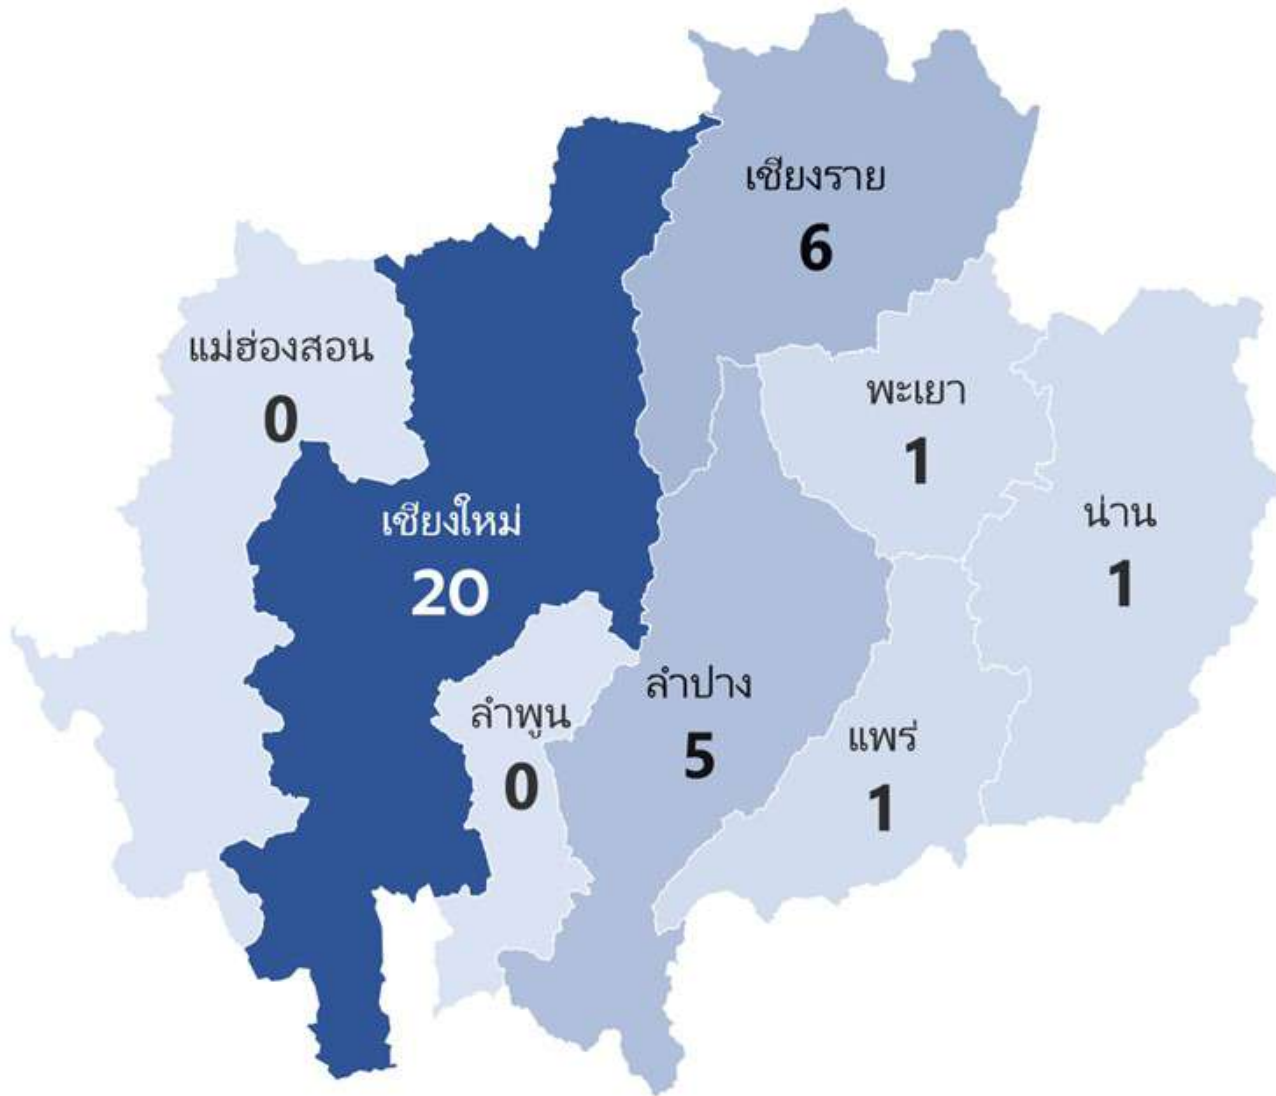 เชียงราย
6
แม่ฮ่องสอน
0
พะเยา
1
เชียงใหม่
20
น่าน
1
ลำปาง
5
ลำพูน
0
แพร่
1